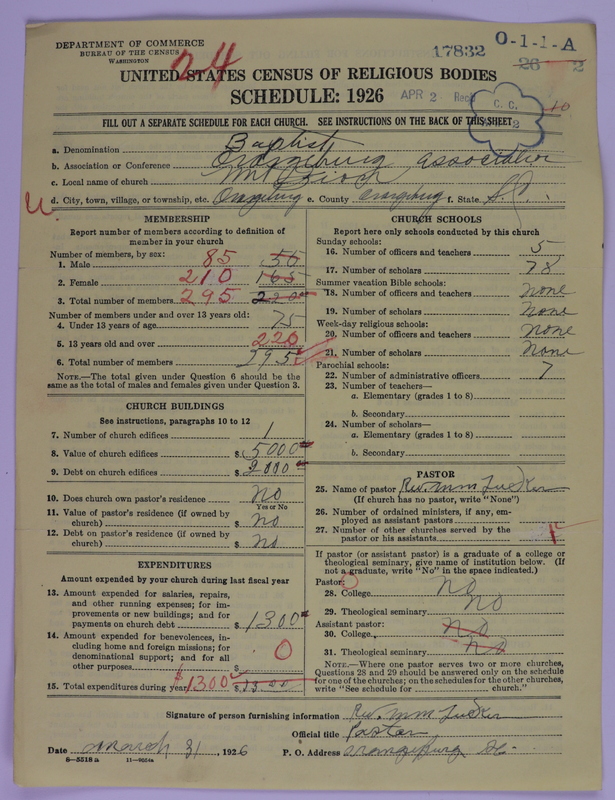 DEPARTMENT OF COMMERCE
BUREAU OF THE CENSUS
WASHINGTON
24
17832
O-1-1-A
26 2
UNITED STATES CENSUS OF RELIGIOUS BODIES
SCHEDULE: 1926
APR 2 Rec'd
C. C.
10
FILL OUT A SEPARATE SCHEDULE FOR EACH CHURCH. SEE INSTRUCTIONS ON THE BACK OF THIS SHEET
a. Denomination Baptist
b. Association or Conference Orangeburg Association
c. Local name of church Mt
d. City, town, village, or township, etc. Orangeburg e. County Orangeburg f. State S.C.
MEMBERSHIP
Report number of members according to definition of member in your church
Number of members, by sex:
1. Male 85
2. Female 210 165
3. Total number of members 295 220
Number of members under and over 13 years old:
4. Under 13 years of age 75
5. 13 years old and over 220
6. Total number of members 295
NOTE.—The total given under Question 6 should be the same as the total of males and females given under Question 3.
CHURCH BUILDINGS
See instructions, paragraphs 10 to 12
7. Number of church edifices 1
8. Value of church edifices $ 5000
9. Debt on church edifices $ 2000
10. Does church own pastor's residence No
Yes or No
11. Value of pastor's residence (if owned by church) $ No
12. Debt on pastor's residence (if owned by church) $ No
EXPENDITURES
Amount expended by your church during last fiscal year
13. Amount expended for salaries, repairs, and other running expenses; for improvements or new buildings; and for payments on church debt $ 1300
14. Amount expended for benevolences, including home and foreign missions; for denominational support; and for all other purposes $ 0
15. Total expenditures during year $1300 $ 1300
CHURCH SCHOOLS
Report here only schools conducted by this church
Sunday schools:
16. Number of officers and teachers 5
17. Number of scholars 78
Summer vacation Bible schools:
18. Number of officers and teachers None
19. Number of scholars None
Week-day religious schools:
20. Number of officers and teachers None
21. Number of scholars None
Parochial schools:
22. Number of administrative officers 7
23. Number of teachers—
a. Elementary (grades 1 to 8)
b. Secondary
24. Number of scholars—
a. Elementary (grades 1 to 8)
b. Secondary
PASTOR
25. Name of pastor Rev. M M Tucker
(If church has no pastor, write "None")
26. Number of ordained ministers, if any, employed as assistant pastors
27. Number of other churches served by the pastor or his assistants
If pastor (or assistant pastor) is a graduate of a college or theological seminary, give name of institution below. (If not a graduate, write "No" in the space indicated.)
Pastor:
28. College No
29. Theological seminary No
Assistant pastor:
30. College No
31. Theological seminary No
NOTE.—Where one pastor serves two or more churches, Questions 28 and 29 should be answered only on the schedule for one of the churches; on the schedules for the other churches, write "See schedule for church."
Signature of person furnishing information Rev. M M Tucker
Official title Pastor
Date March 31, 1926 P. O. Address Orangeburg SC
8—5518 a 11—9054a